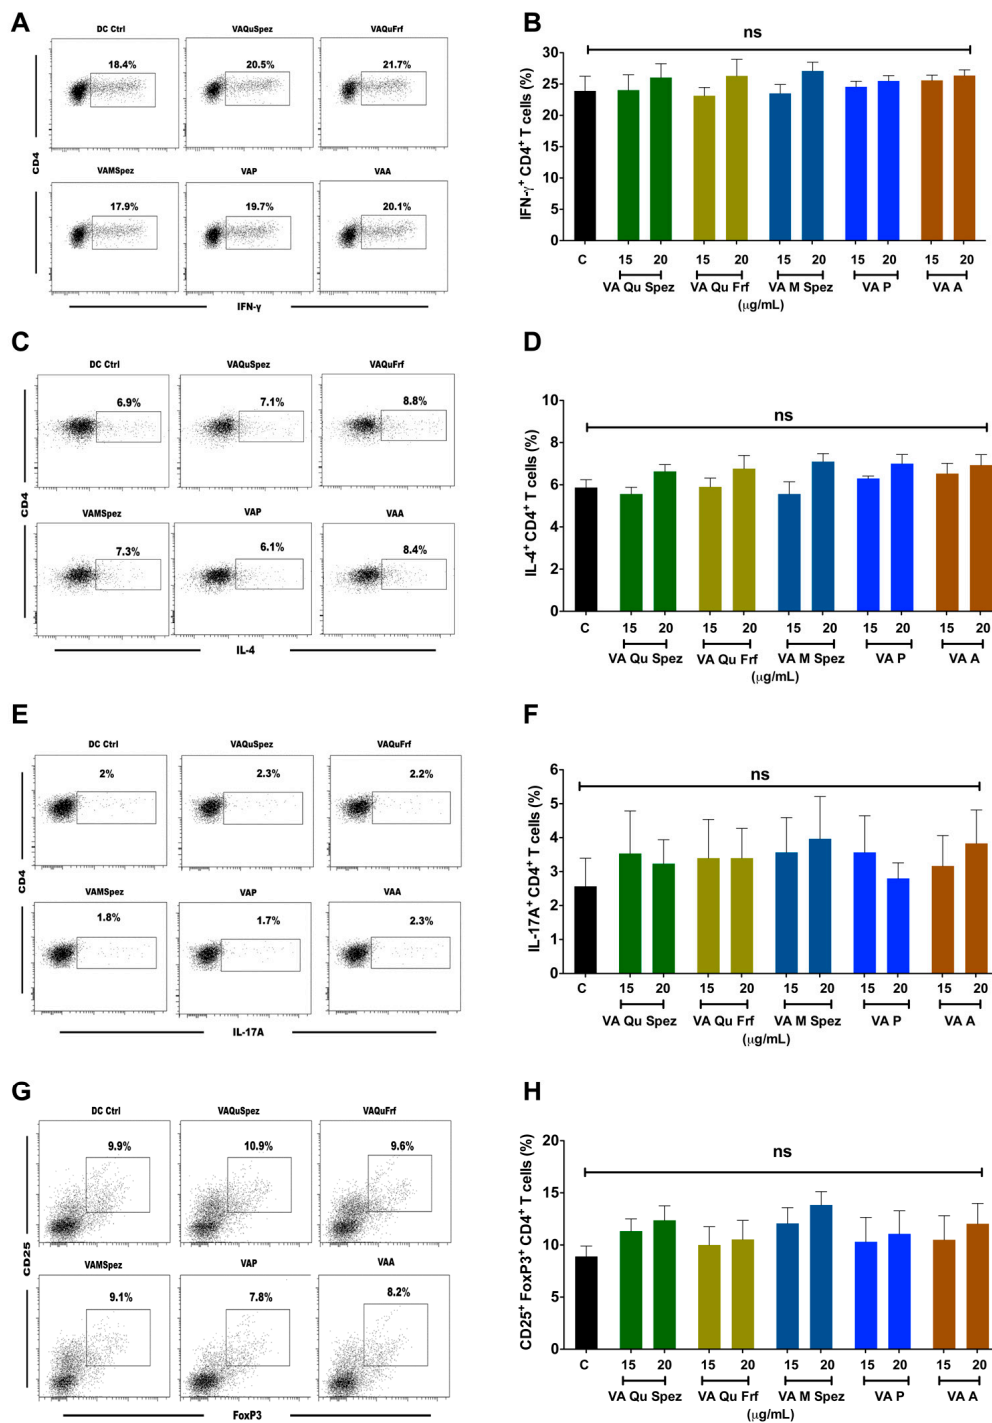 A
DC Ctrl
VAQuSpez
VAQuFrf
18.4%
20.5%
21.7%
VAMSpez
VAP
VAA
17.9%
19.7%
20.1%
CD4
IFN-γ
B
ns
IFN-γ⁺ CD4⁺ T cells (%)
30
25
20
15
10
5
0
C 15 20 15 20 15 20 15 20 15 20
VA Qu Spez VA Qu Frf VA M Spez VA P VA A
(μg/mL)
C
DC Ctrl
VAQuSpez
VAQuFrf
6.9%
7.1%
8.8%
VAMSpez
VAP
VAA
7.3%
6.1%
8.4%
CD4
IL-4
D
ns
IL-4⁺ CD4⁺ T cells (%)
10
8
6
4
2
0
C 15 20 15 20 15 20 15 20 15 20
VA Qu Spez VA Qu Frf VA M Spez VA P VA A
(μg/mL)
E
DC Ctrl
VAQuSpez
VAQuFrf
2%
2.3%
2.2%
VAMSpez
VAP
VAA
1.8%
1.7%
2.3%
CD4
IL-17A
F
ns
IL-17A⁺ CD4⁺ T cells (%)
6
5
4
3
2
1
0
C 15 20 15 20 15 20 15 20 15 20
VA Qu Spez VA Qu Frf VA M Spez VA P VA A
(μg/mL)
G
DC Ctrl
VAQuSpez
VAQuFrf
9.9%
10.9%
9.6%
VAMSpez
VAP
VAA
9.1%
7.8%
8.2%
CD25
FoxP3
H
ns
CD25⁺ FoxP3⁺ CD4⁺ T cells (%)
20
15
10
5
0
C 15 20 15 20 15 20 15 20 15 20
VA Qu Spez VA Qu Frf VA M Spez VA P VA A
(μg/mL)